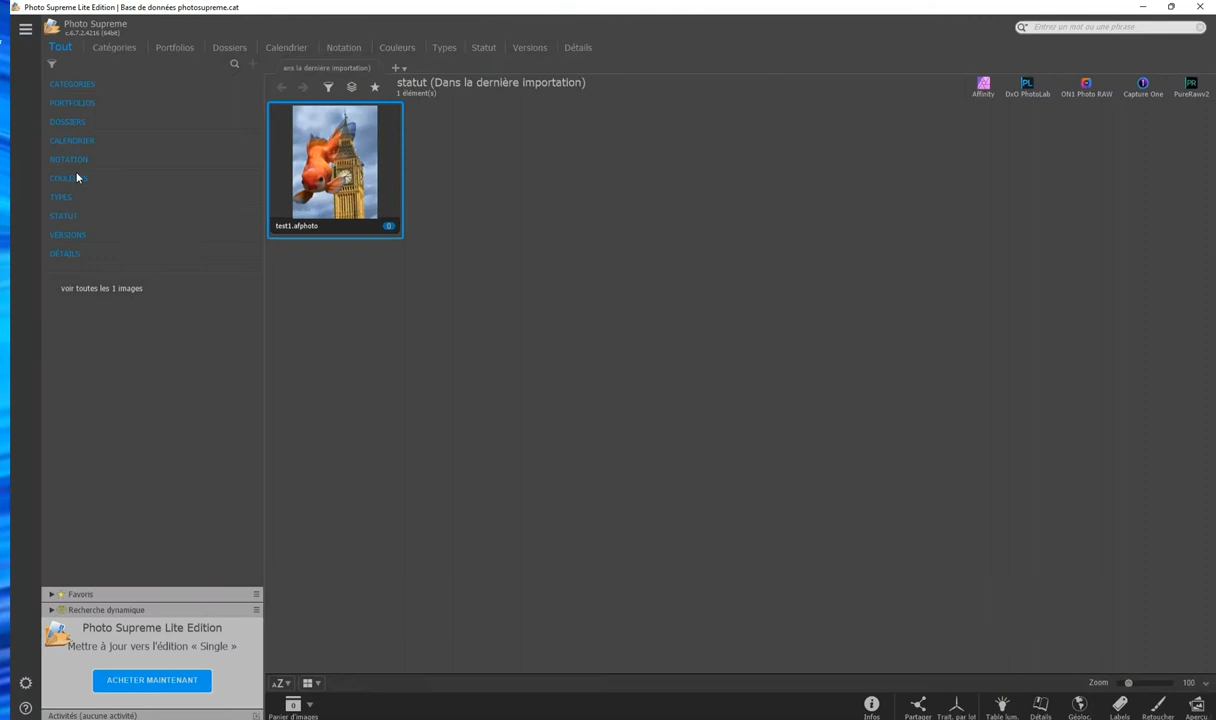 Photo Supreme Lite Edition | Base de données photosupreme.cat
Photo Supreme
c.6.7.2.4216 (64bit)
Entrez un mot ou une phrase
Tout Catégories Portfolios Dossiers Calendrier Notation Couleurs Types Statut Versions Détails
ans la dernière importation)
CATÉGORIES
PORTFOLIOS
DOSSIERS
CALENDRIER
NOTATION
COULEURS
TYPES
STATUT
VERSIONS
DÉTAILS
voir toutes les 1 images
statut (Dans la dernière importation)
1 élément(s)
Affinity DxO PhotoLab ON1 Photo RAW Capture One PureRawv2
test1.afphoto
Favoris
Recherche dynamique
Photo Supreme Lite Edition
Mettre à jour vers l'édition « Single »
ACHETER MAINTENANT
Activités (aucune activité)
AZ
Zoom 100
0
Panier d'images
Infos Partager Trait. par lot Table lum. Détails Géoloc. Labels Retoucher Aperçu